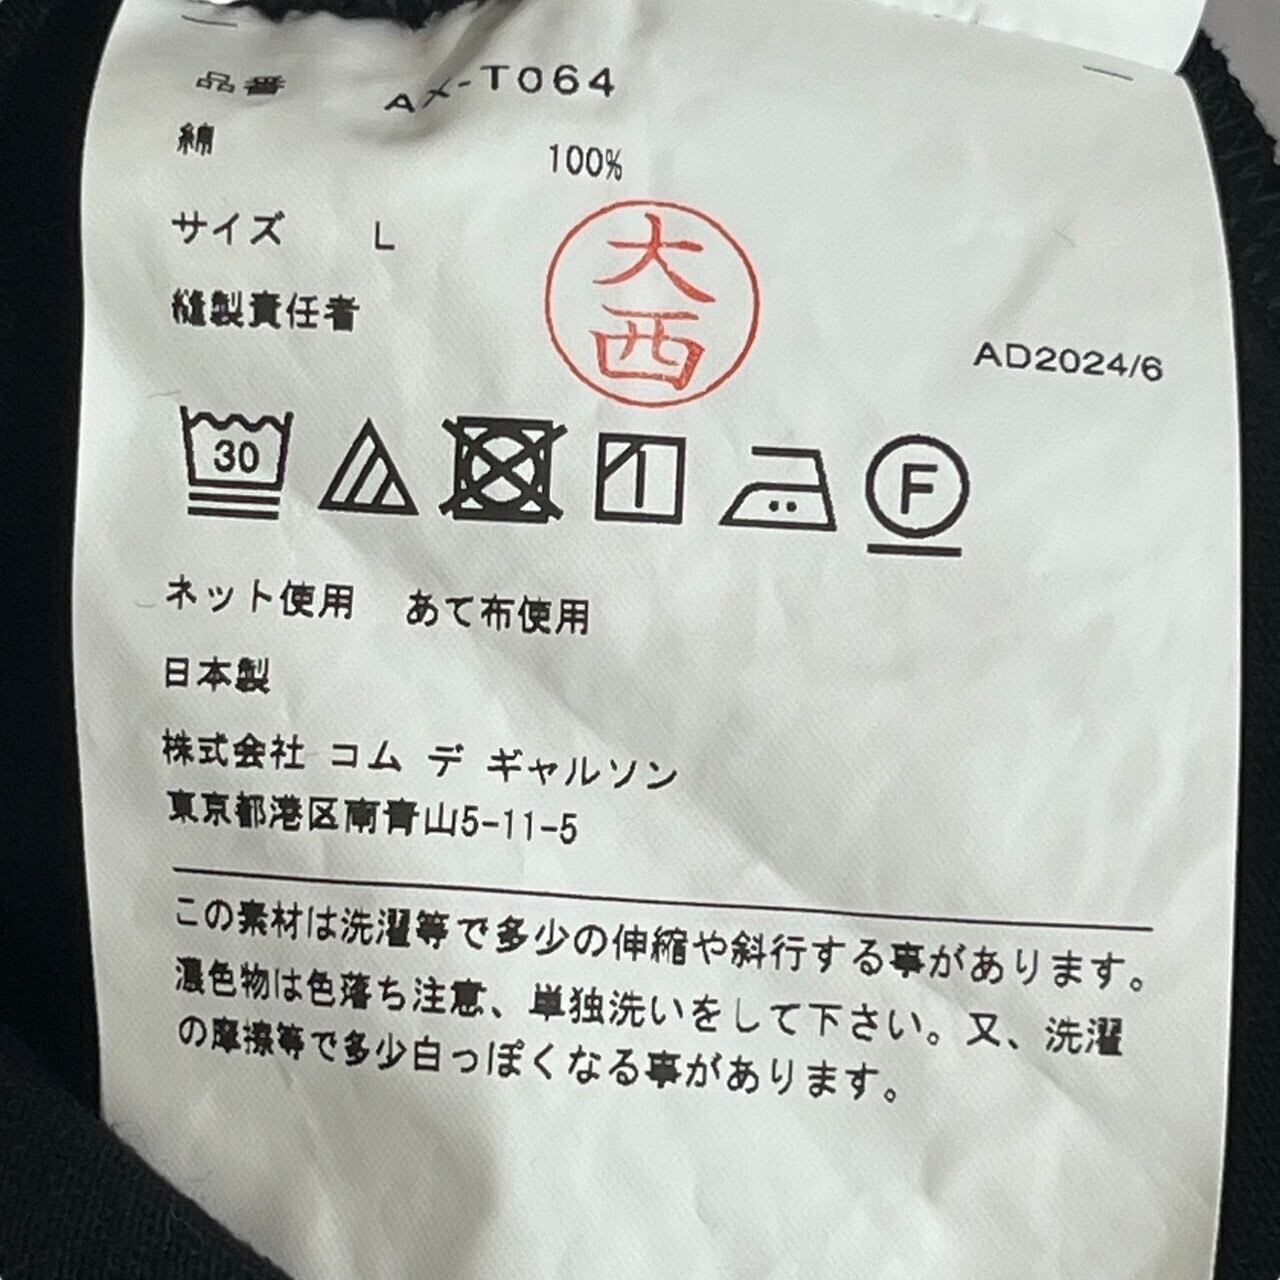 品番 AX-T064
綿 100%
サイズ L
縫製責任者 大西
AD2024/6
30 1 F
ネット使用 あて布使用
日本製
株式会社 コム デ ギャルソン
東京都港区南青山5-11-5
この素材は洗濯等で多少の伸縮や斜行する事があります。
濃色物は色落ち注意、単独洗いをして下さい。又、洗濯
の摩擦等で多少白っぽくなる事があります。